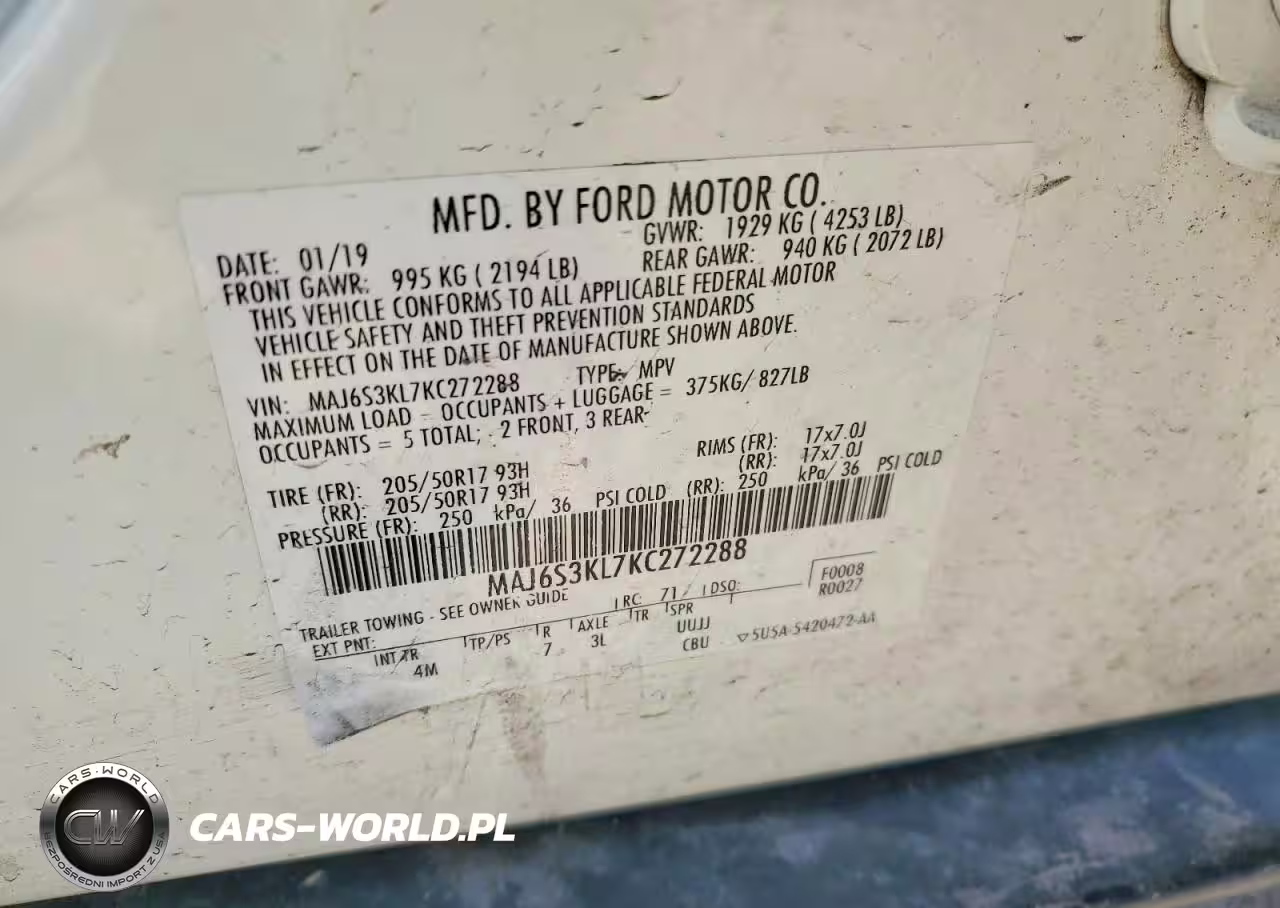 MFD. BY FORD MOTOR CO.
DATE: 01/19 GVWR: 1929 KG ( 4253 LB)
FRONT GAWR: 995 KG ( 2194 LB) REAR GAWR: 940 KG ( 2072 LB)
THIS VEHICLE CONFORMS TO ALL APPLICABLE FEDERAL MOTOR
VEHICLE SAFETY AND THEFT PREVENTION STANDARDS
IN EFFECT ON THE DATE OF MANUFACTURE SHOWN ABOVE.
VIN: MAJ6S3KL7KC272288 TYPE: MPV
MAXIMUM LOAD = OCCUPANTS + LUGGAGE = 375KG/ 827LB
OCCUPANTS = 5 TOTAL; 2 FRONT, 3 REAR
TIRE (FR): 205/50R17 93H RIMS (FR): 17x7.0J
(RR): 205/50R17 93H (RR): 17x7.0J
PRESSURE (FR): 250 kPa/ 36 PSI COLD (RR): 250 kPa/ 36 PSI COLD
MAJ6S3KL7KC272288
TRAILER TOWING - SEE OWNER GUIDE
RC: 71 DSO: F0008
R0027
EXT PNT:
INT TR TP/PS R AXLE TR SPR
4M 7 3L UUJJ
CBU 5U5A-5420472-AA
CARS-WORLD
CW
BEZPOŚREDNI IMPORT Z USA
CARS-WORLD.PL